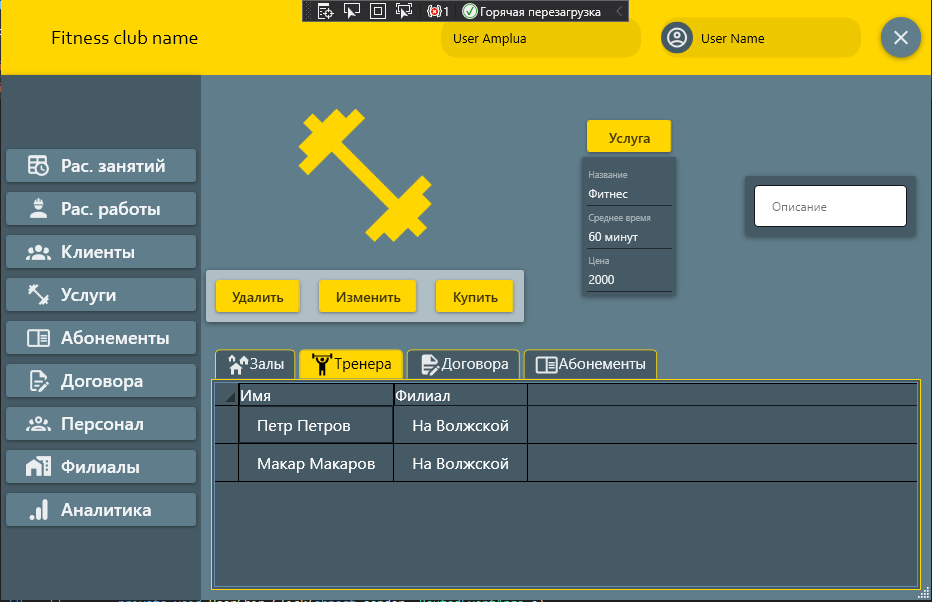 1 Горячая перезагрузка
Fitness club name
User Amplua
User Name
Рас. занятий
Рас. работы
Клиенты
Услуги
Абонементы
Договора
Персонал
Филиалы
Аналитика
Услуга
Название
Фитнес
Среднее время
60 минут
Цена
2000
Описание
Удалить
Изменить
Купить
Залы
Тренера
Договора
Абонементы
Имя Филиал
Петр Петров На Волжской
Макар Макаров На Волжской